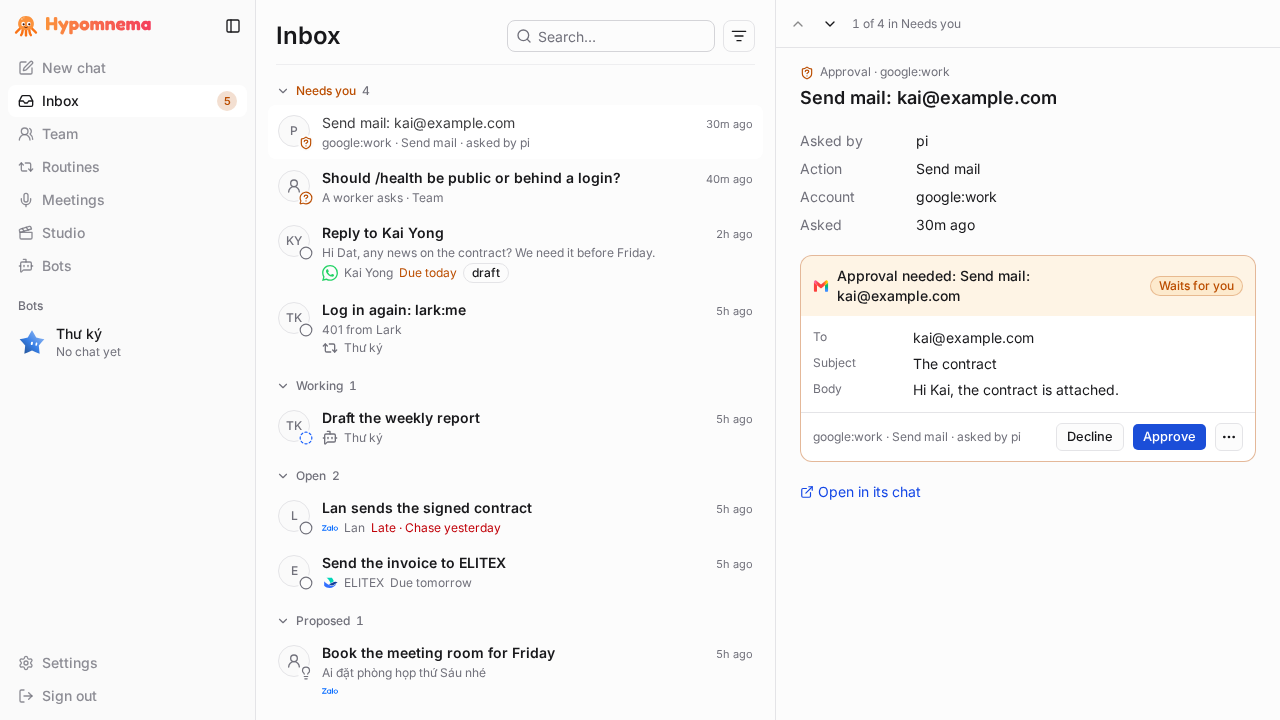 Hypomnema
New chat
Inbox
5
Team
Routines
Meetings
Studio
Bots
Bots
Thư ký
No chat yet
Settings
Sign out
Inbox
Search...
Needs you 4
P
Send mail: kai@example.com
30m ago
google:work · Send mail · asked by pi
Should /health be public or behind a login?
40m ago
A worker asks · Team
KY
Reply to Kai Yong
2h ago
Hi Dat, any news on the contract? We need it before Friday.
Kai Yong Due today draft
TK
Log in again: lark:me
5h ago
401 from Lark
Thư ký
Working 1
TK
Draft the weekly report
5h ago
Thư ký
Open 2
L
Lan sends the signed contract
5h ago
Zalo Lan Late · Chase yesterday
E
Send the invoice to ELITEX
5h ago
ELITEX Due tomorrow
Proposed 1
Book the meeting room for Friday
5h ago
Ai đặt phòng họp thứ Sáu nhé
Zalo
1 of 4 in Needs you
Approval · google:work
Send mail: kai@example.com
Asked by pi
Action Send mail
Account google:work
Asked 30m ago
Approval needed: Send mail:
kai@example.com
Waits for you
To kai@example.com
Subject The contract
Body Hi Kai, the contract is attached.
google:work · Send mail · asked by pi
Decline
Approve
Open in its chat